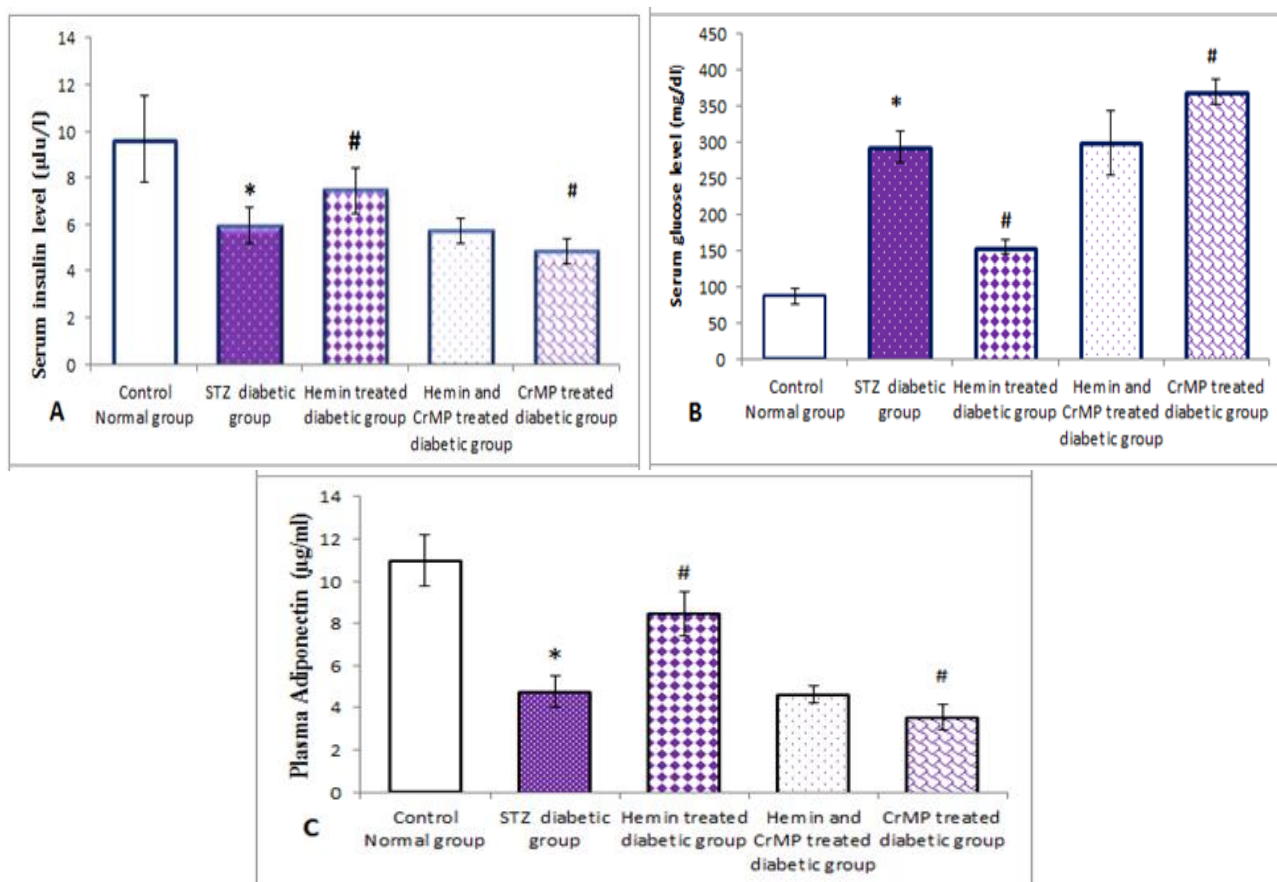 Serum insulin level (µIu/l)
14
12
10
8
6
4
2
0
*
#
#
Control
Normal group
STZ diabetic
group
Hemin treated
diabetic group
Hemin and
CrMP treated
diabetic group
CrMP treated
diabetic group
A
Serum glucose level (mg/dl)
450
400
350
300
250
200
150
100
50
0
*
#
#
Control
Normal group
STZ diabetic
group
Hemin treated
diabetic group
Hemin and
CrMP treated
diabetic group
CrMP treated
diabetic group
B
Plasma Adiponectin (µg/ml)
14
12
10
8
6
4
2
0
*
#
#
Control
Normal group
STZ diabetic
group
Hemin treated
diabetic group
Hemin and
CrMP treated
diabetic group
CrMP treated
diabetic group
C